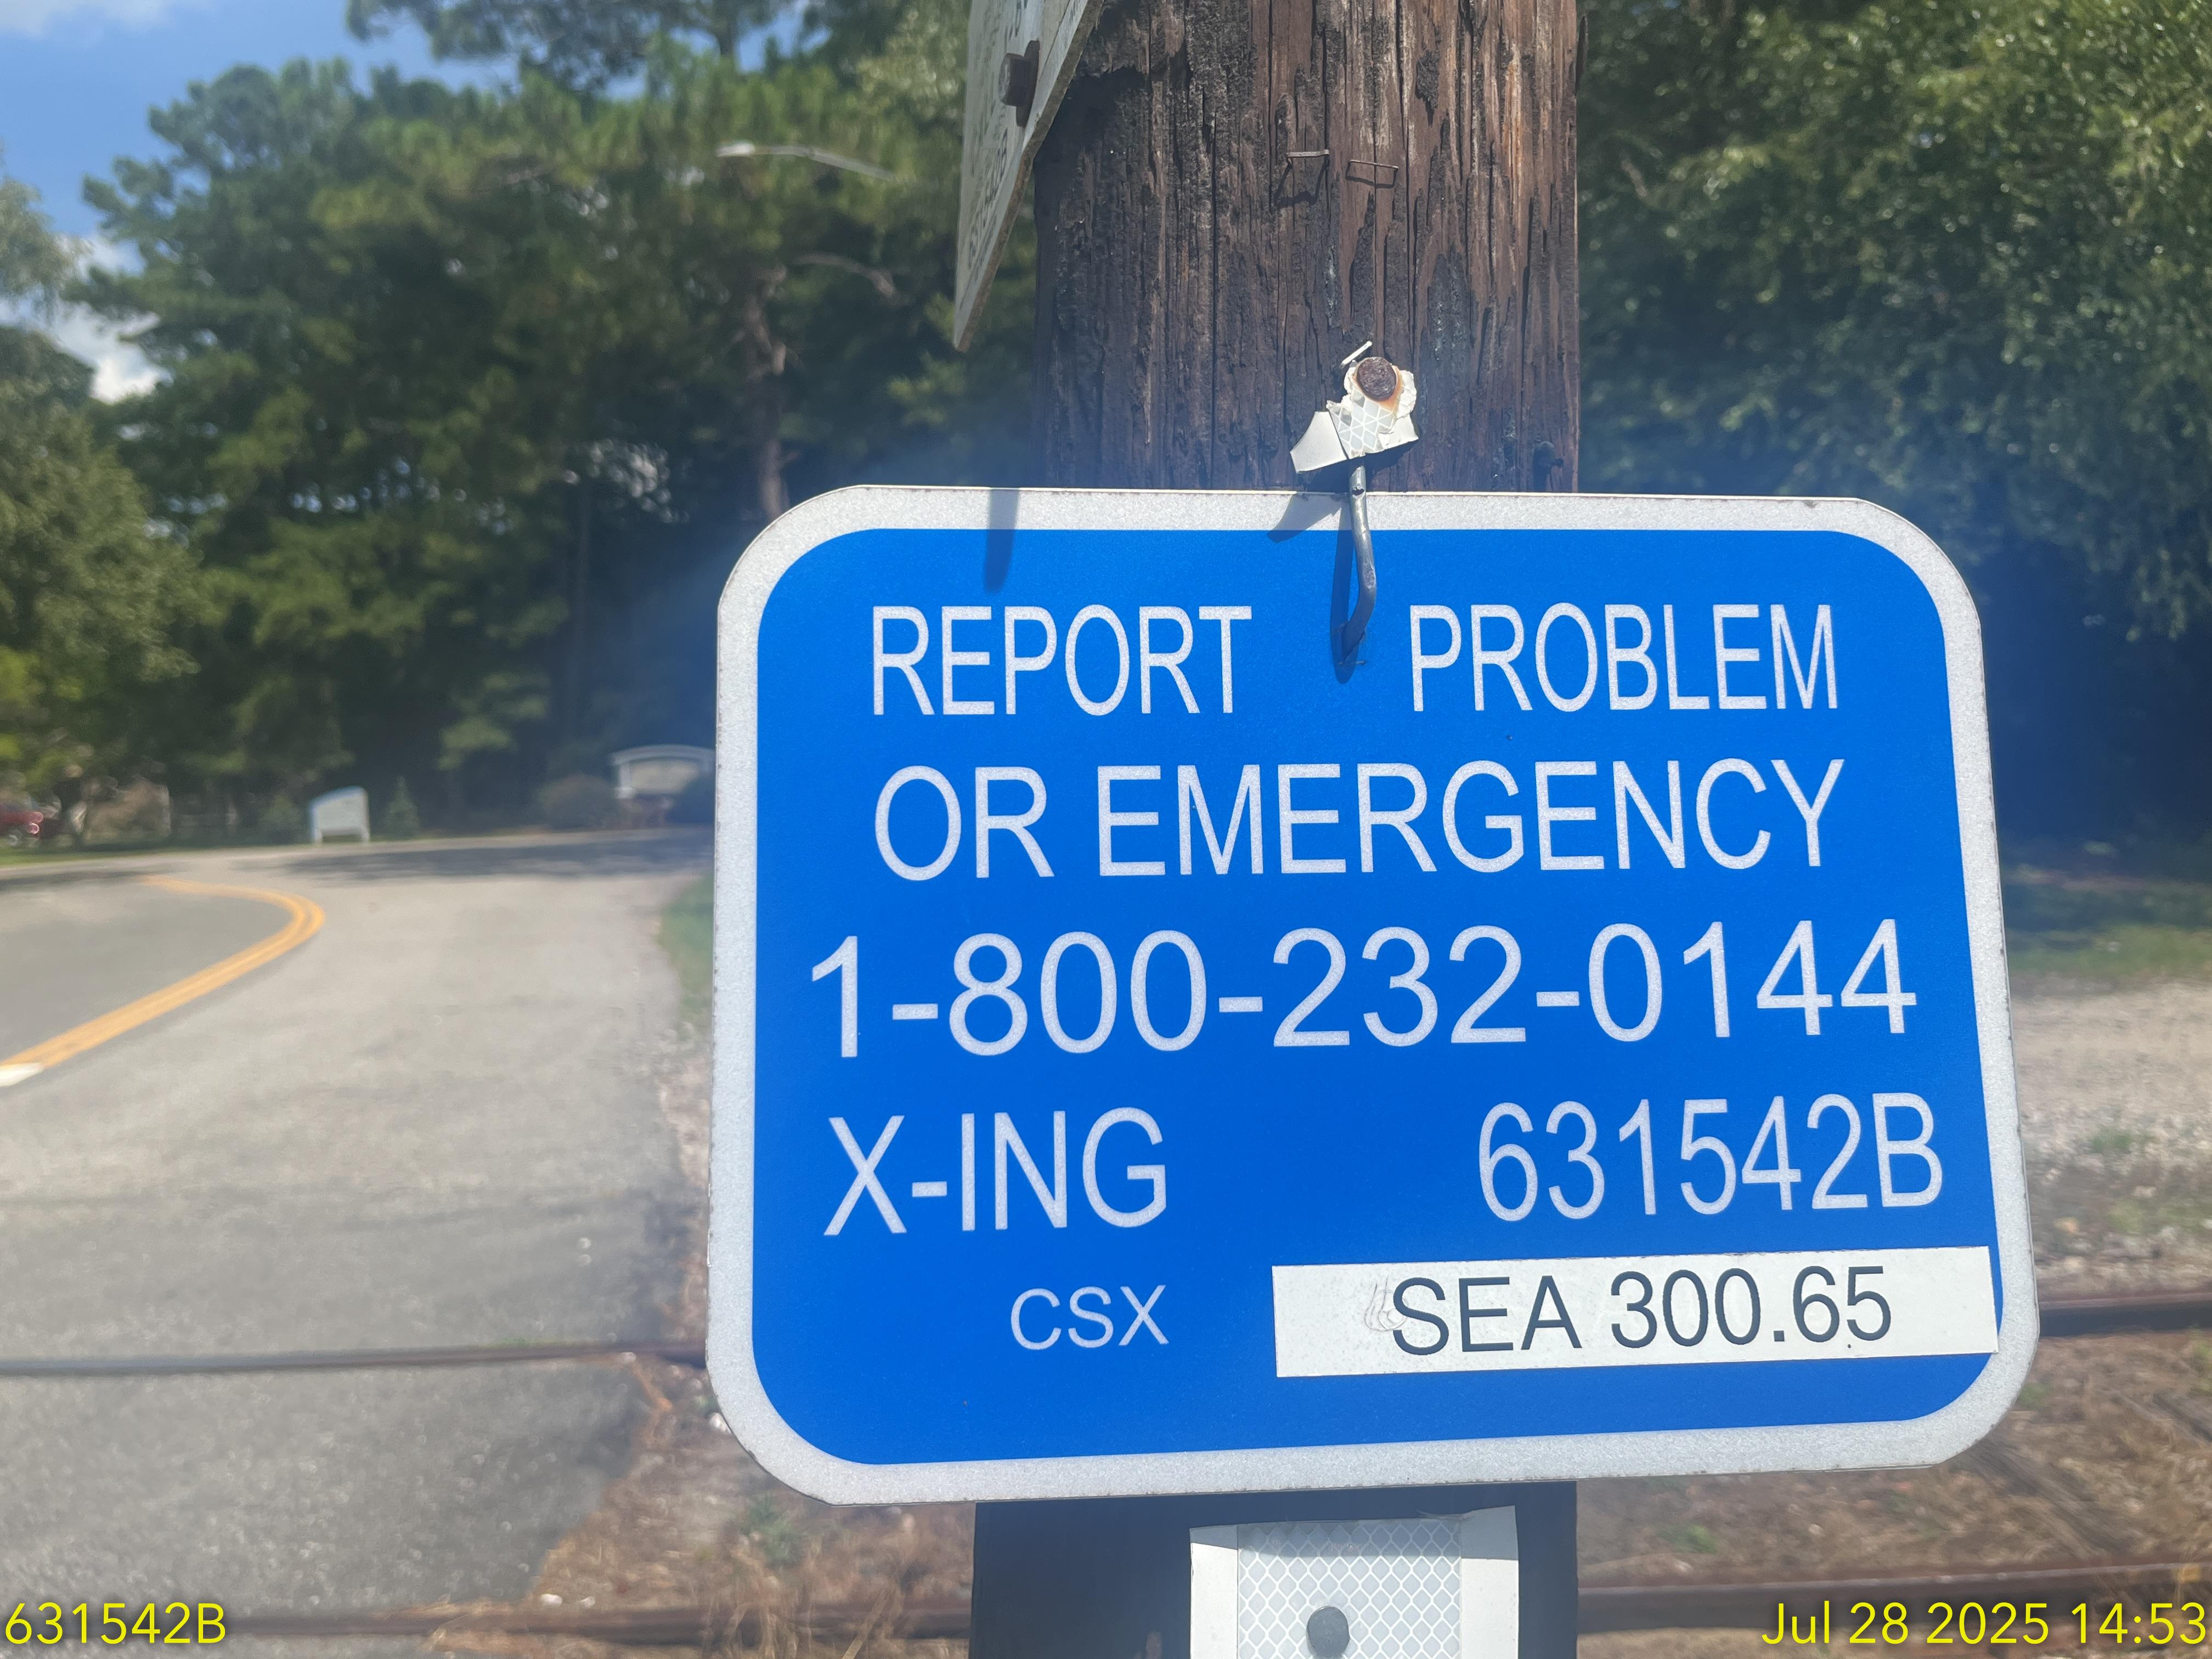 REPORT PROBLEM
OR EMERGENCY
1-800-232-0144
X-ING 631542B
CSX SEA 300.65
631542B
Jul 28 2025 14:53